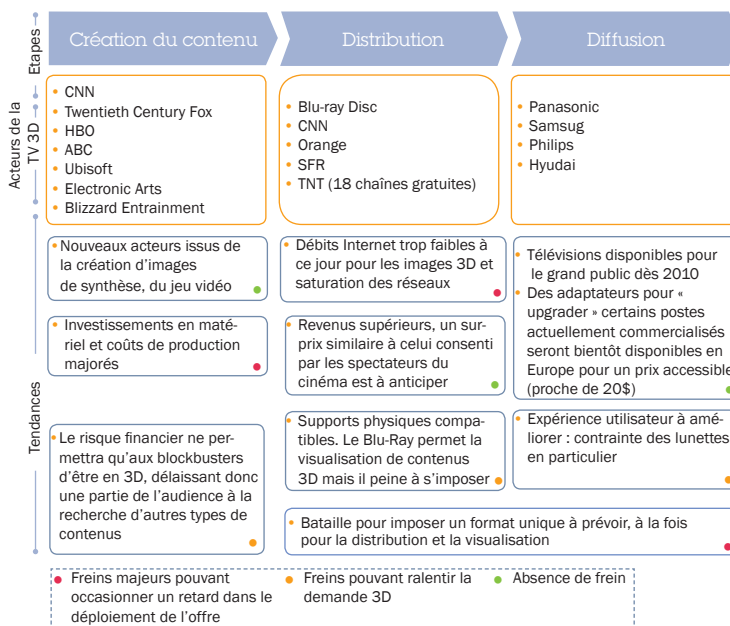 Etapes
Création du contenu
Distribution
Diffusion
Acteurs de la
TV 3D
• CNN
• Twentieth Century Fox
• HBO
• ABC
• Ubisoft
• Electronic Arts
• Blizzard Entrainment
• Blu-ray Disc
• CNN
• Orange
• SFR
• TNT (18 chaînes gratuites)
• Panasonic
• Samsug
• Philips
• Hyudai
Tendances
• Nouveaux acteurs issus de
la création d'images
de synthèse, du jeu vidéo
• Investissements en maté-
riel et coûts de production
majorés
• Le risque financier ne per-
mettra qu'aux blockbusters
d'être en 3D, délaissant donc
une partie de l'audience à la
recherche d'autres types de
contenus
• Débits Internet trop faibles à
ce jour pour les images 3D et
saturation des réseaux
• Revenus supérieurs, un sur-
prix similaire à celui consenti
par les spectateurs du
cinéma est à anticiper
• Supports physiques compa-
tibles. Le Blu-Ray permet la
visualisation de contenus
3D mais il peine à s'imposer
• Télévisions disponibles pour
le grand public dès 2010
• Des adaptateurs pour «
upgrader » certains postes
actuellement commercialisés
seront bientôt disponibles en
Europe pour un prix accessible
(proche de 20$)
• Expérience utilisateur à amé-
liorer : contrainte des lunettes
en particulier
• Bataille pour imposer un format unique à prévoir, à la fois
pour la distribution et la visualisation
• Freins majeurs pouvant
occasionner un retard dans le
déploiement de l'offre
• Freins pouvant ralentir la
demande 3D
• Absence de frein